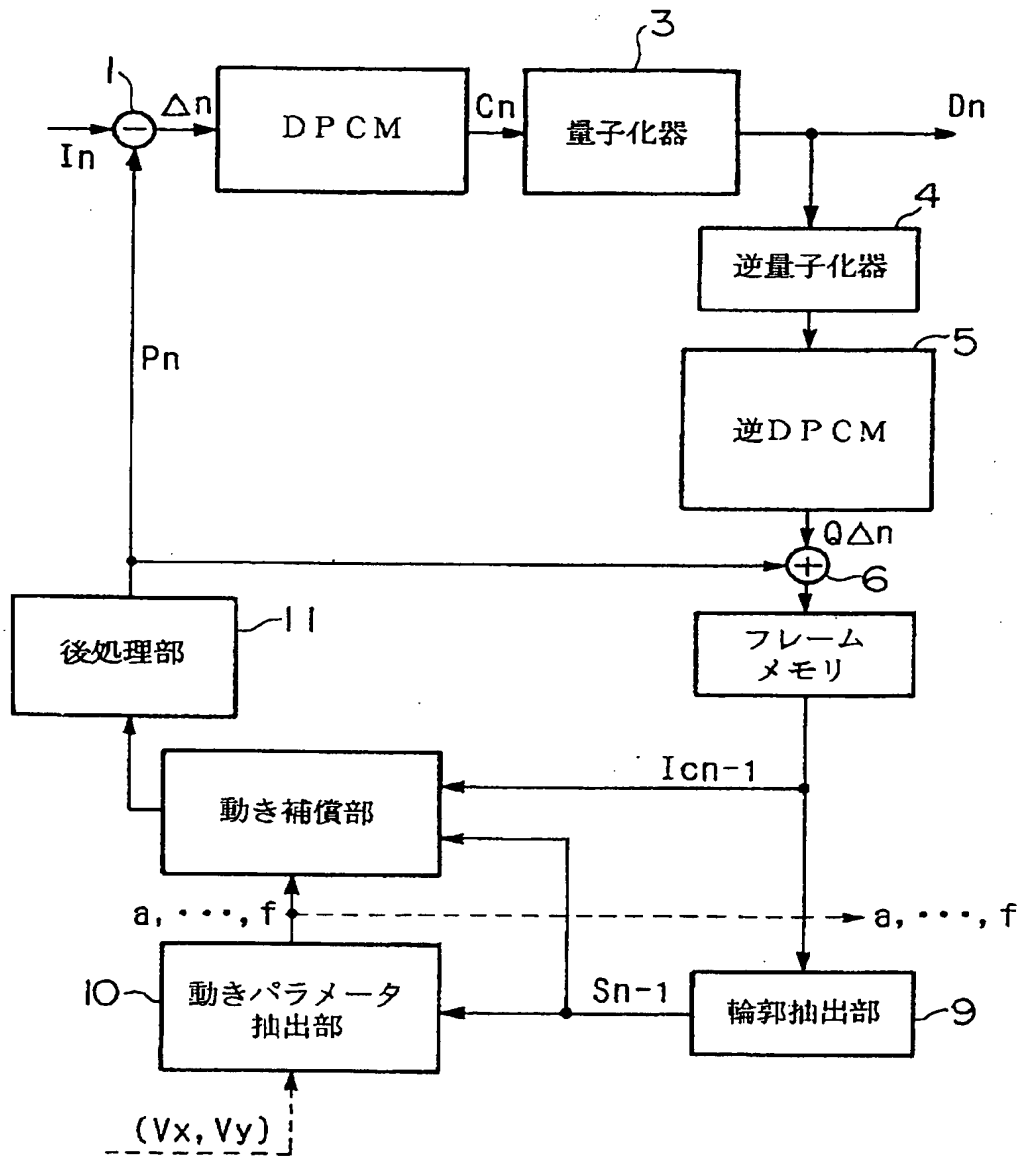 3
1
△n
DPCM
Cn
量子化器
Dn
In
4
逆量子化器
5
Pn
逆DPCM
Q△n
6
11
後処理部
フレーム
メモリ
Icn-1
動き補償部
a, ・・・, f
a, ・・・, f
10
動きパラメータ
抽出部
Sn-1
輪郭抽出部
9
(Vx, Vy)